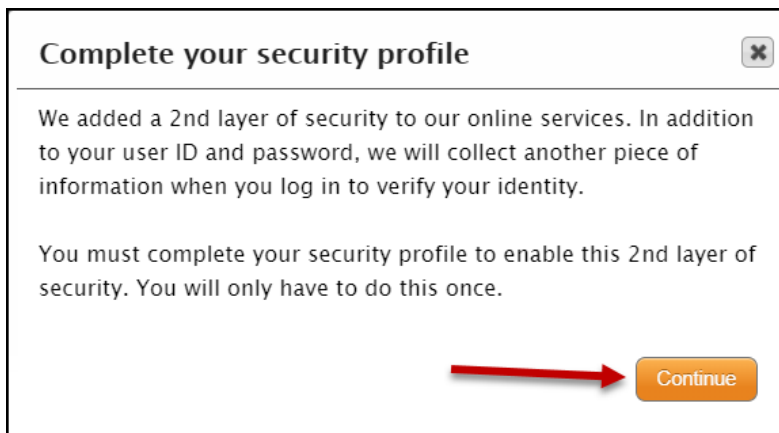 Complete your security profile
We added a 2nd layer of security to our online services. In addition
to your user ID and password, we will collect another piece of
information when you log in to verify your identity.
You must complete your security profile to enable this 2nd layer of
security. You will only have to do this once.
Continue